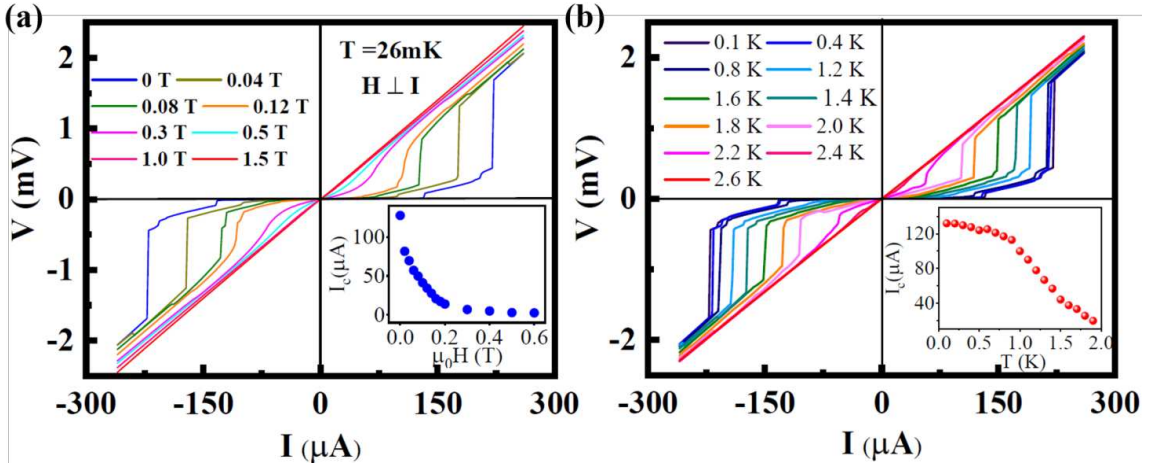 (a)
V (mV)
2
1
0
-1
-2
T =26mK
H ⊥ I
0 T 0.04 T
0.08 T 0.12 T
0.3 T 0.5 T
1.0 T 1.5 T
I_c(μA)
100
50
0
0.0 0.2 0.4 0.6
μ₀H (T)
-300 -150 0 150 300
I (μA)
(b)
V (mV)
2
1
0
-1
-2
0.1 K 0.4 K
0.8 K 1.2 K
1.6 K 1.4 K
1.8 K 2.0 K
2.2 K 2.4 K
2.6 K
I_c(μA)
120
80
40
0.0 0.5 1.0 1.5 2.0
T (K)
-300 -150 0 150 300
I (μA)